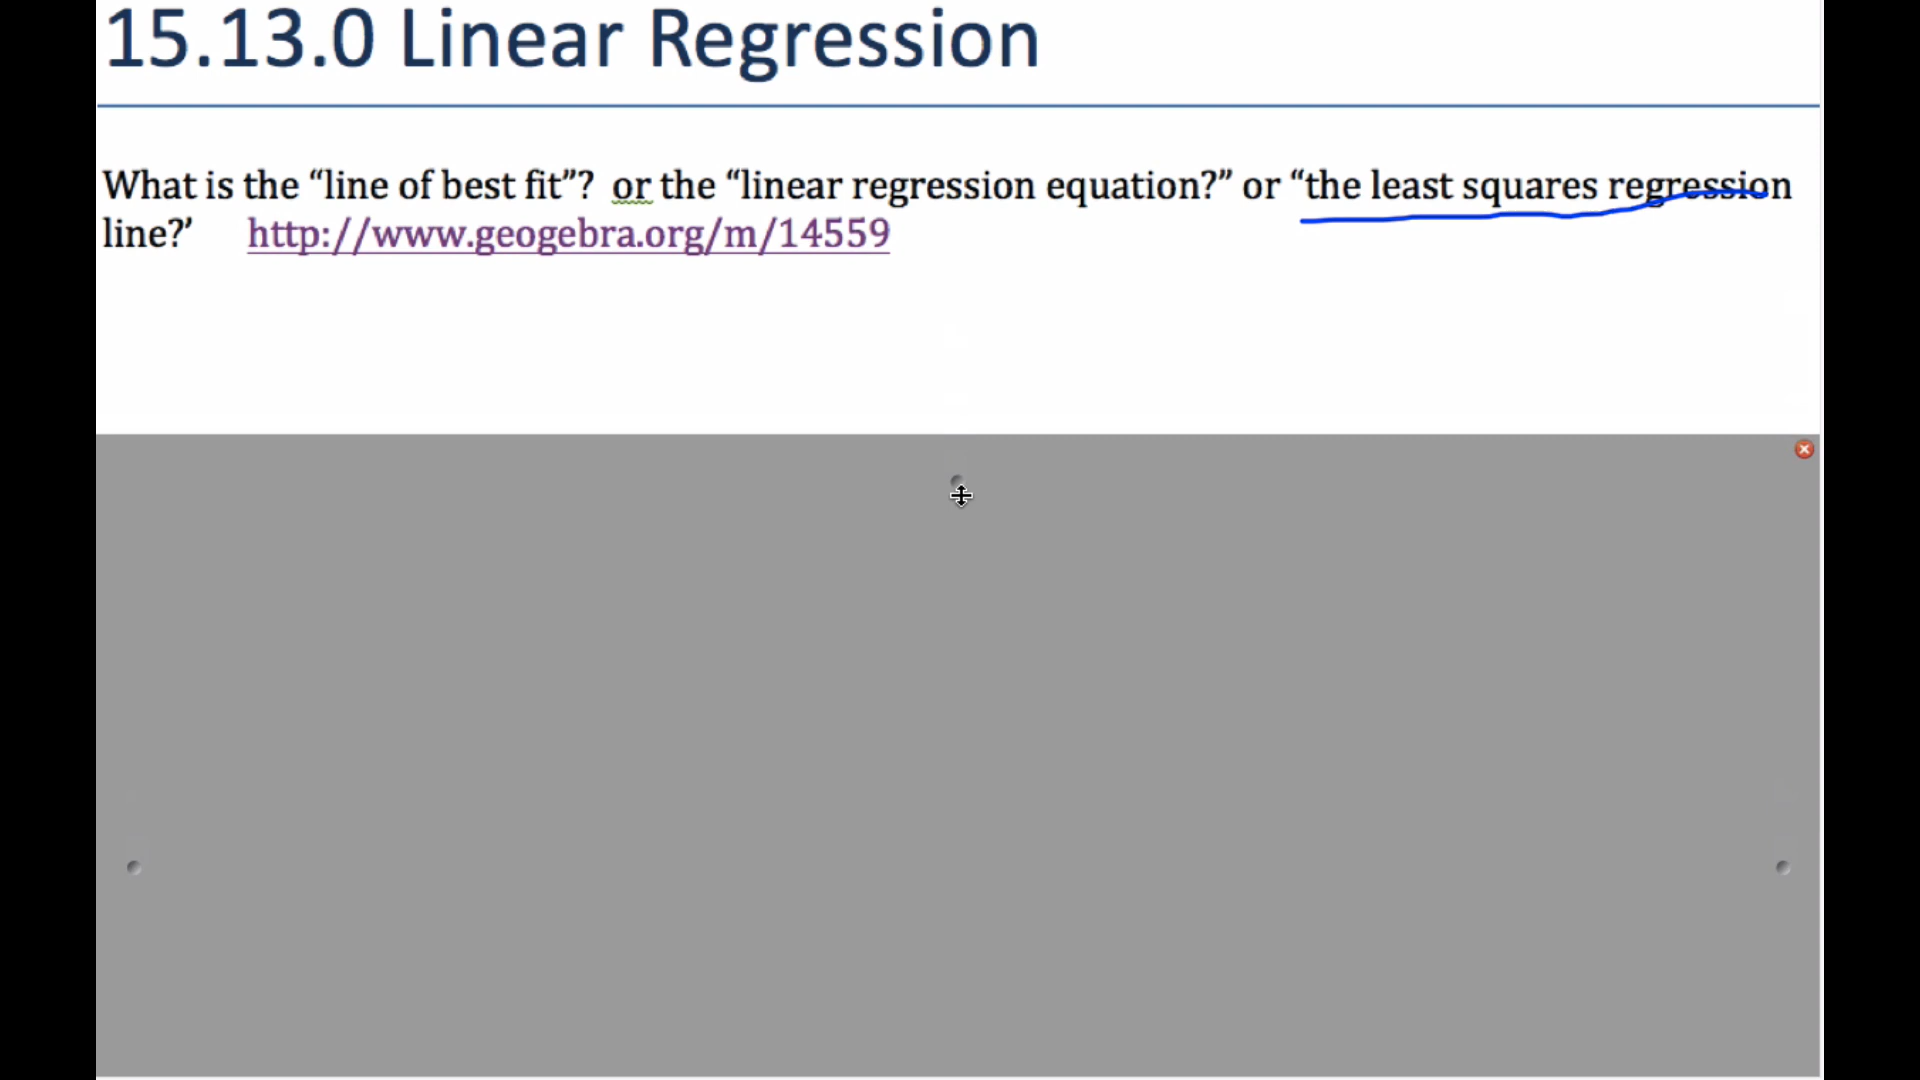 15.13.0 Linear Regression
What is the “line of best fit”?  or the “linear regression equation?” or “the least squares regression
line?’ http://www.geogebra.org/m/14559